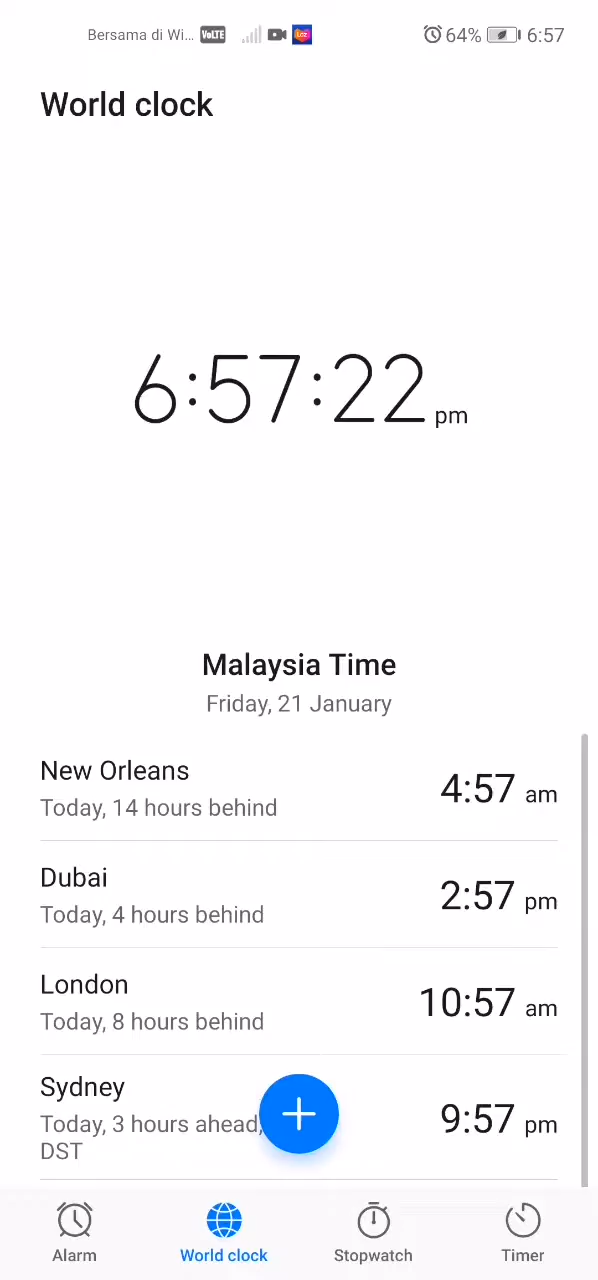 Bersama di Wi... VoLTE 64% 6:57
World clock
6:57:22 pm
Malaysia Time
Friday, 21 January
New Orleans
Today, 14 hours behind
4:57 am
Dubai
Today, 4 hours behind
2:57 pm
London
Today, 8 hours behind
10:57 am
Sydney
Today, 3 hours ahead,
DST
9:57 pm
Alarm
World clock
Stopwatch
Timer